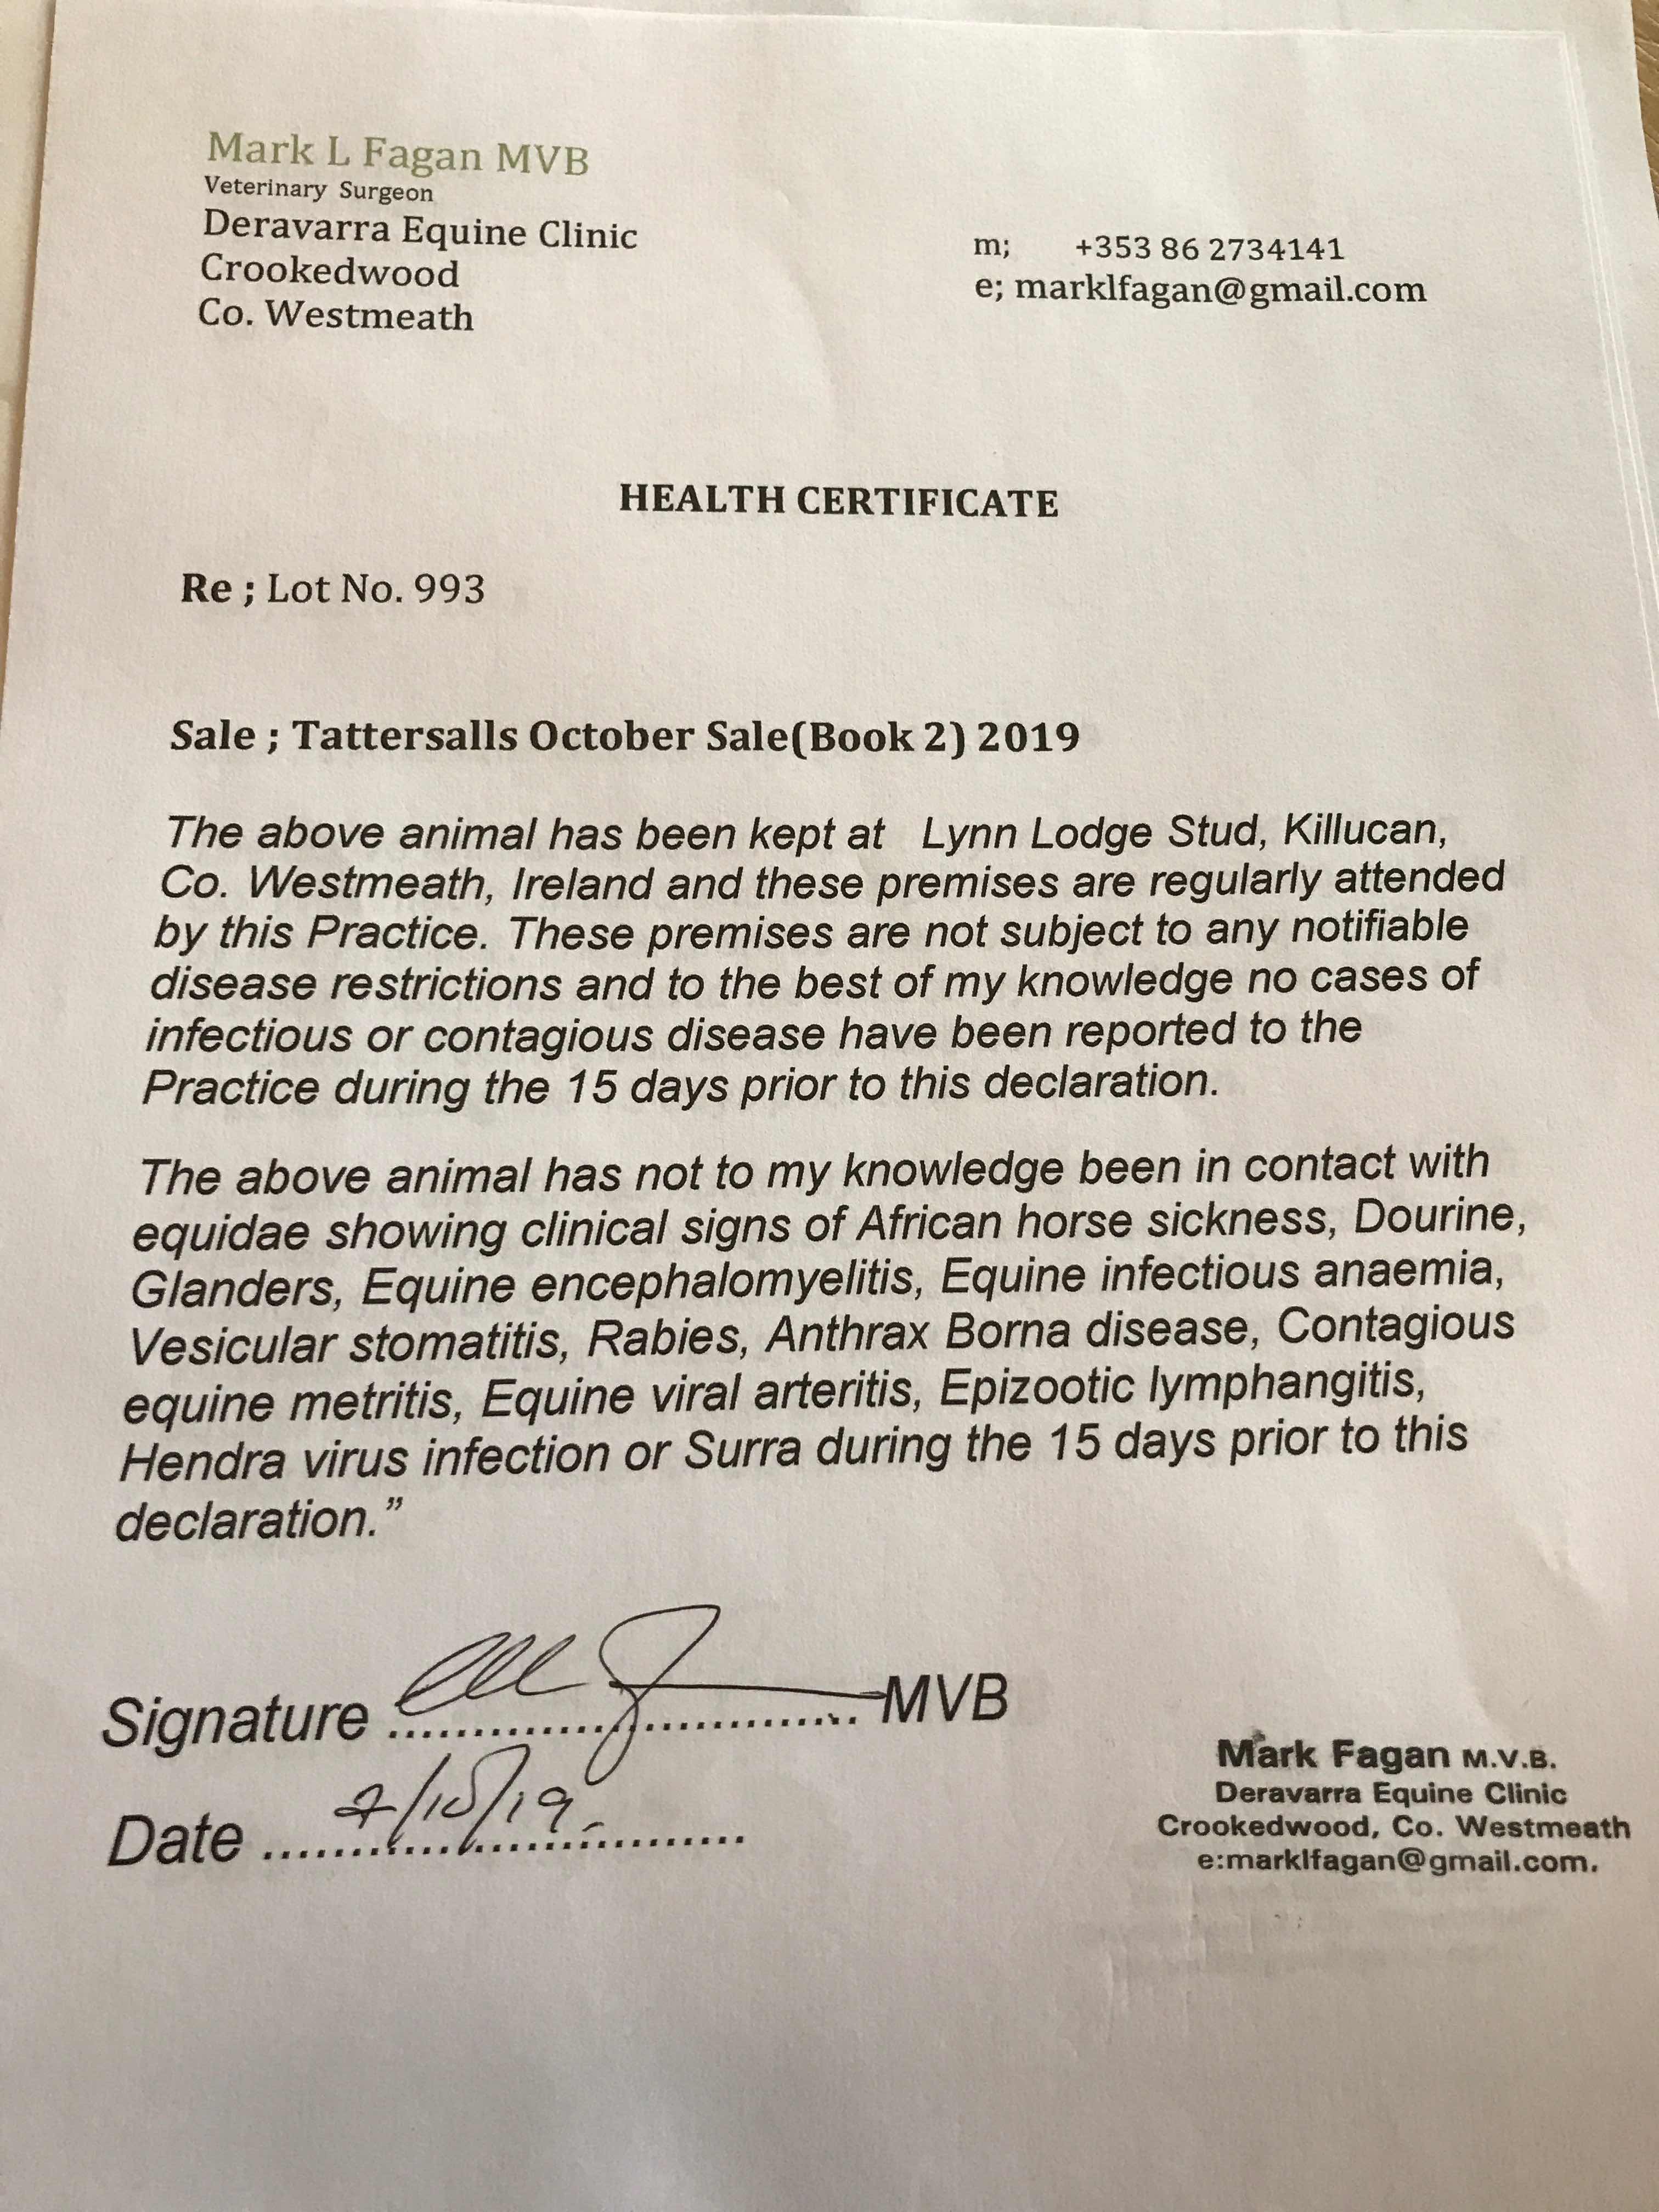 Mark L Fagan MVB
Veterinary Surgeon
Deravarra Equine Clinic
Crookedwood
Co. Westmeath
m; +353 86 2734141
e; marklfagan@gmail.com
HEALTH CERTIFICATE
Re ; Lot No. 993
Sale ; Tattersalls October Sale(Book 2) 2019
The above animal has been kept at Lynn Lodge Stud, Killucan,
Co. Westmeath, Ireland and these premises are regularly attended
by this Practice. These premises are not subject to any notifiable
disease restrictions and to the best of my knowledge no cases of
infectious or contagious disease have been reported to the
Practice during the 15 days prior to this declaration.
The above animal has not to my knowledge been in contact with
equidae showing clinical signs of African horse sickness, Dourine,
Glanders, Equine encephalomyelitis, Equine infectious anaemia,
Vesicular stomatitis, Rabies, Anthrax Borna disease, Contagious
equine metritis, Equine viral arteritis, Epizootic lymphangitis,
Hendra virus infection or Surra during the 15 days prior to this
declaration.”
Signature .............................. MVB
Date ..............................
Mark Fagan M.V.B.
Deravarra Equine Clinic
Crookedwood, Co. Westmeath
e:marklfagan@gmail.com.